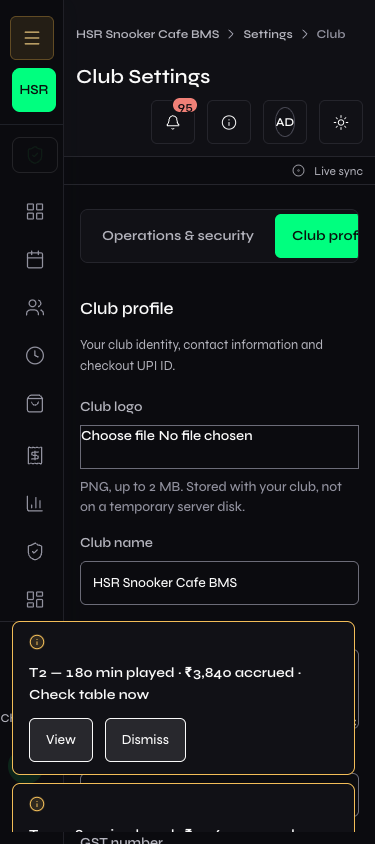 HSR Snooker Cafe BMS > Settings > Club
HSR
Club Settings
95
AD
Live sync
Operations & security
Club prof
Club profile
Your club identity, contact information and
checkout UPI ID.
Club logo
Choose file No file chosen
PNG, up to 2 MB. Stored with your club, not
on a temporary server disk.
Club name
HSR Snooker Cafe BMS
T2 — 180 min played · ₹3,840 accrued ·
Check table now
View Dismiss
GST number